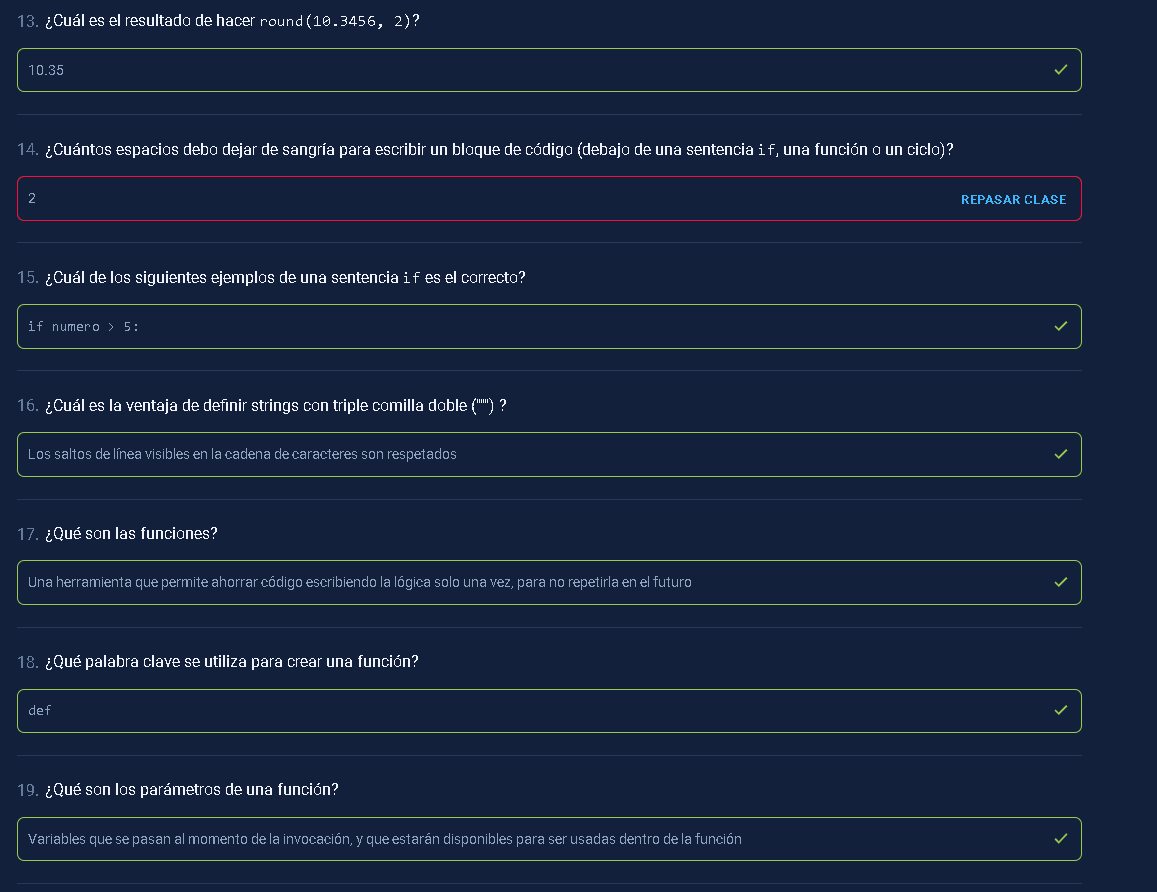 13. ¿Cuál es el resultado de hacer round(10.3456, 2)?
10.35
14. ¿Cuántos espacios debo dejar de sangría para escribir un bloque de código (debajo de una sentencia if, una función o un ciclo)?
2
REPASAR CLASE
15. ¿Cuál de los siguientes ejemplos de una sentencia if es el correcto?
if numero > 5:
16. ¿Cuál es la ventaja de definir strings con triple comilla doble (""") ?
Los saltos de línea visibles en la cadena de caracteres son respetados
17. ¿Qué son las funciones?
Una herramienta que permite ahorrar código escribiendo la lógica solo una vez, para no repetirla en el futuro
18. ¿Qué palabra clave se utiliza para crear una función?
def
19. ¿Qué son los parámetros de una función?
Variables que se pasan al momento de la invocación, y que estarán disponibles para ser usadas dentro de la función